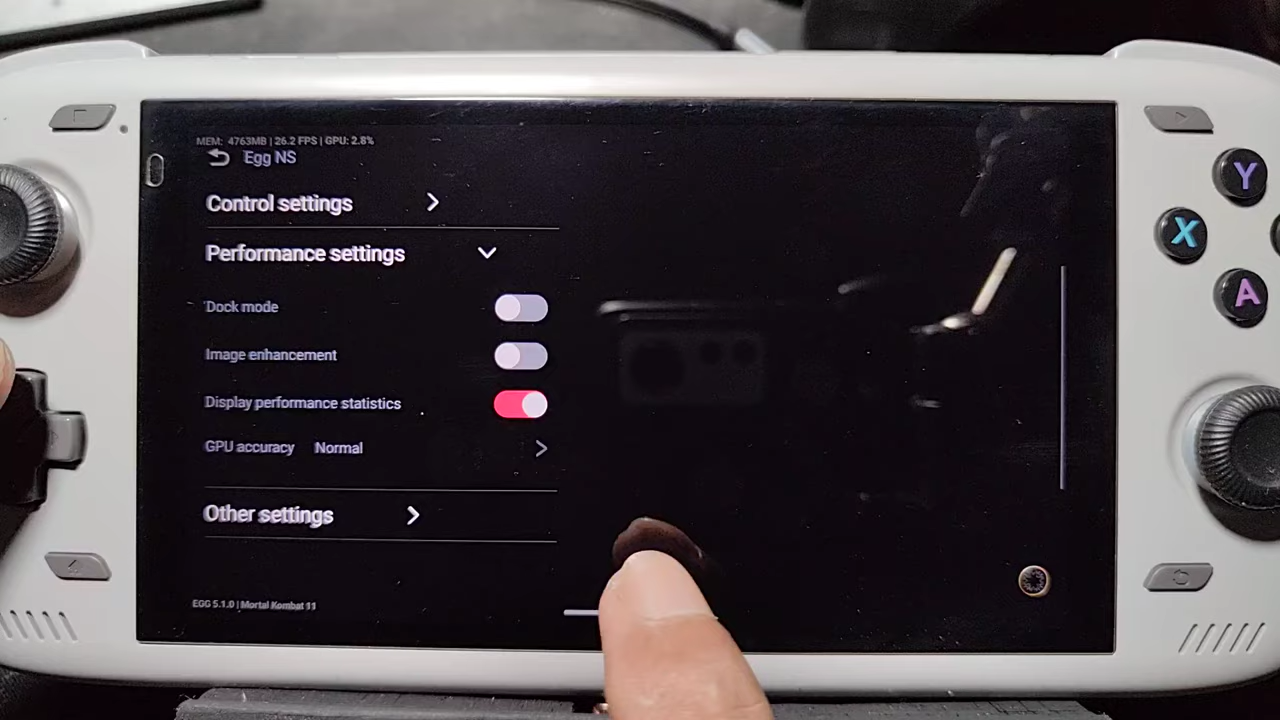 MEM: 4763MB | 26.2 FPS | GPU: 2.8%
Egg NS
Control settings
Performance settings
Dock mode
Image enhancement
Display performance statistics
GPU accuracy Normal
Other settings
EGG 5.1.0 | Mortal Kombat 11
Y
X
A